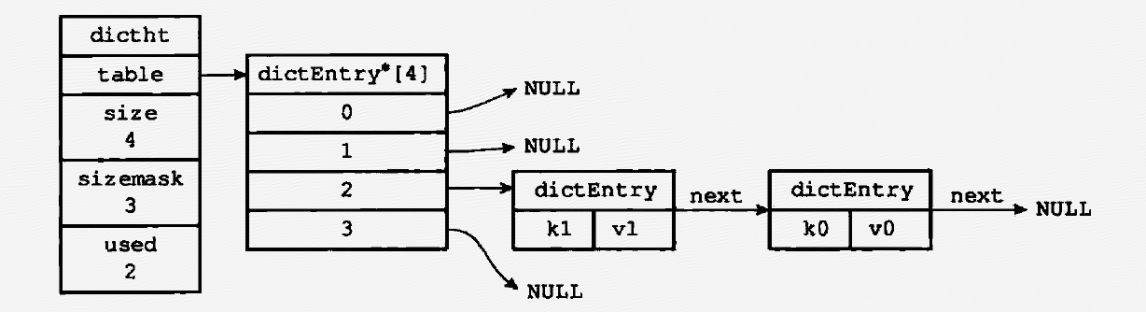 dictht
table
size
4
sizemask
3
used
2
dictEntry*[4]
0
1
2
3
NULL
NULL
dictEntry
k1 v1
next
dictEntry
k0 v0
next
NULL
NULL